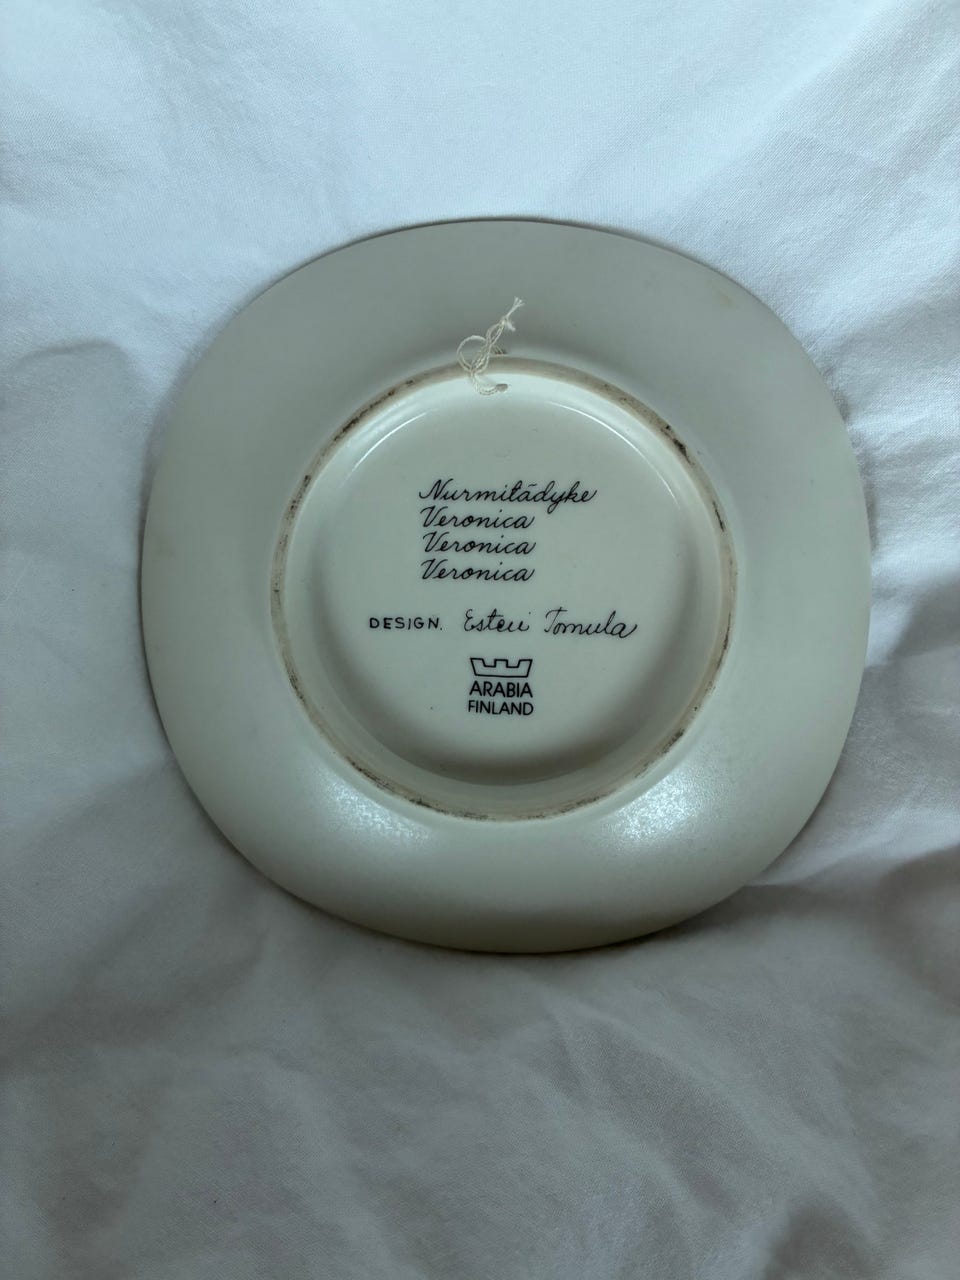 Nurmitädyke
Veronica
Veronica
Veronica
DESIGN. Esteri Tomula
ARABIA
FINLAND